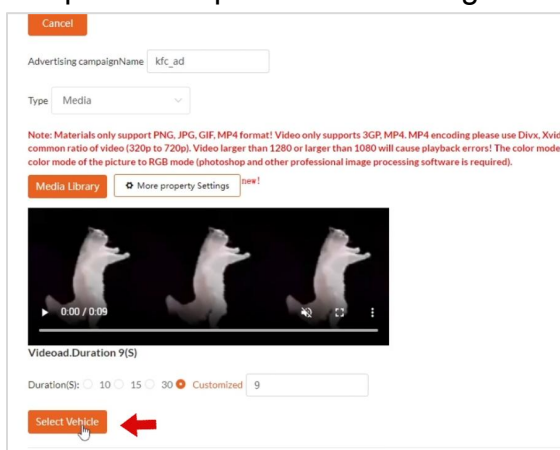 Cancel
Advertising campaignName kfc_ad
Type Media
Note: Materials only support PNG, JPG, GIF, MP4 format! Video only supports 3GP, MP4. MP4 encoding please use Divx, Xvid
common ratio of video (320p to 720p). Video larger than 1280 or larger than 1080 will cause playback errors! The color mode
color mode of the picture to RGB mode (photoshop and other professional image processing software is required).
Media Library More property Settings new!
0:00 / 0:09
Videoad.Duration 9(S)
Duration(S): 10 15 30 Customized 9
Select Vehicle